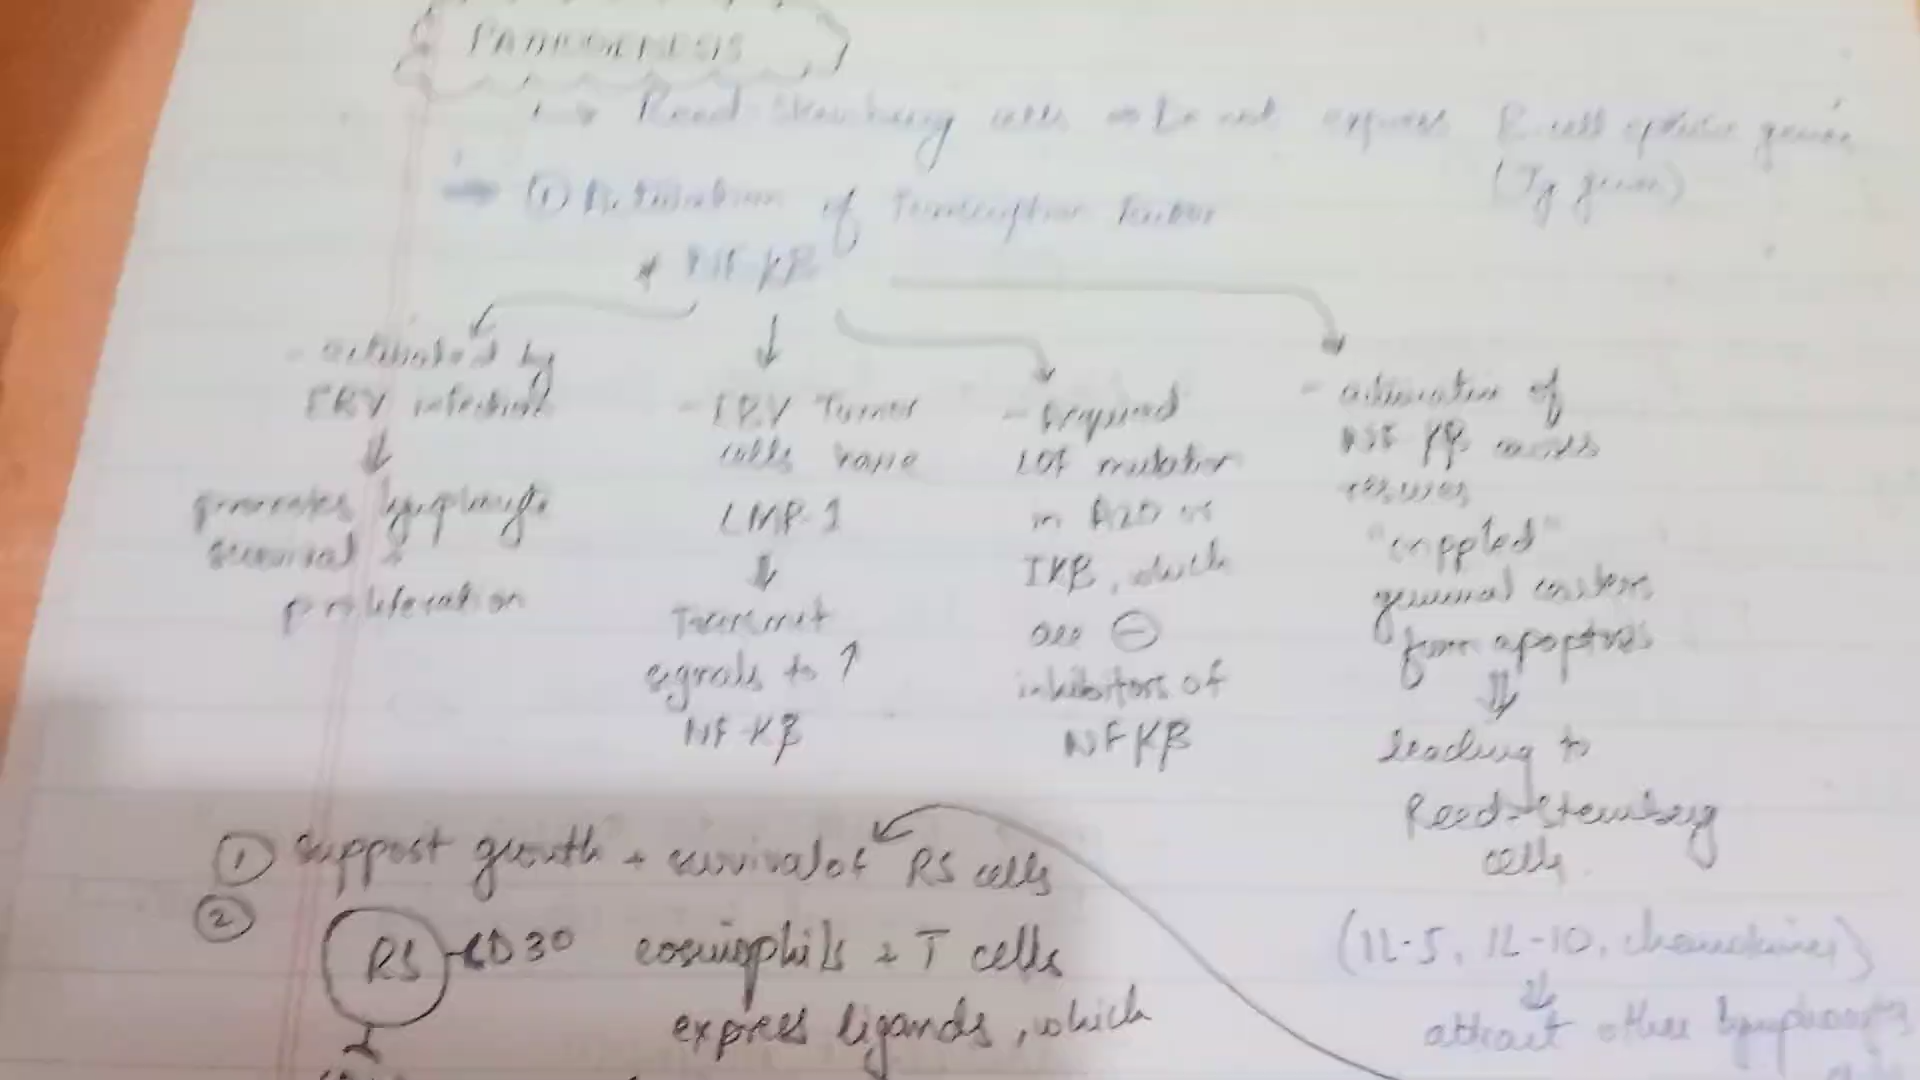 PATHOGENESIS
→ Reed-Sternberg cells → Do not express B cell specific genes
(Ig genes)
→ (1) Activation of Transcription Factor
* NF-KB
- activated by
EBV infection
⇓
generates lymphocyte
survival +
proliferation
- EBV Tumor
cells have
LMP-1
⇓
Transmit
signals to ↑
NF-KB
- Acquired
LOF mutation
in A20 or
IKB, which
are ⊖
inhibitors of
NFKB
- activation of
NF-KB
rescues
"crippled"
germinal centers
from apoptosis
⇓
leading to
Reed-Sternberg
cells.
① support growth + survival of RS cells
② RS CD30 eosinophils + T cells
express ligands, which
(IL-5, IL-10, chemokines)
⇓
attract other lymphocytes